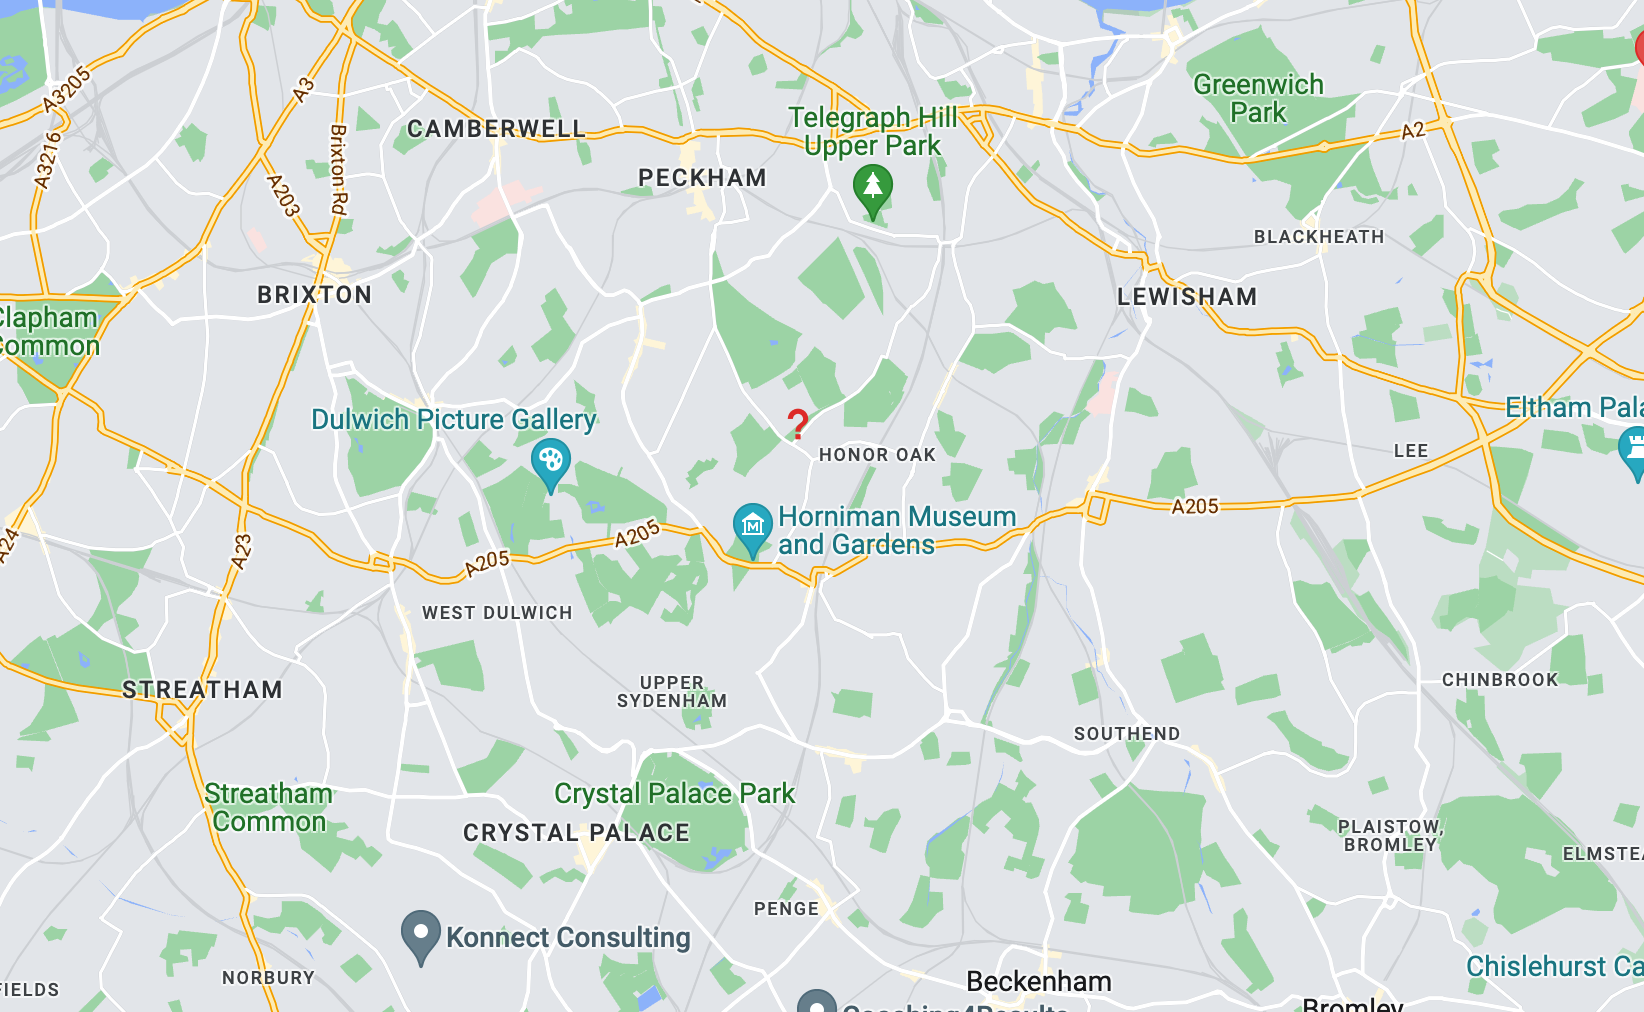 A3205
A3
CAMBERWELL
Telegraph Hill
Upper Park
Greenwich
Park
A2
A3216
Brixton Rd
A203
PECKHAM
BLACKHEATH
BRIXTON
LEWISHAM
Clapham
Common
Dulwich Picture Gallery
?
HONOR OAK
Eltham Pala
LEE
A24
A23
A205
A205
Horniman Museum
and Gardens
A205
WEST DULWICH
STREATHAM
UPPER
SYDENHAM
CHINBROOK
SOUTHEND
Streatham
Common
Crystal Palace Park
CRYSTAL PALACE
PLAISTOW,
BROMLEY
ELMSTEA
PENGE
Konnect Consulting
NORBURY
FIELDS
Beckenham
Chislehurst Ca
Coaching4Results
Bromley